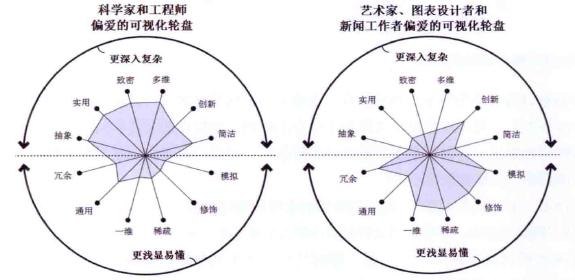 科学家和工程师
偏爱的可视化轮盘
更深入复杂
致密 多维
实用 创新
抽象 简洁
冗余 模拟
通用 修饰
一维 稀疏
更浅显易懂
艺术家、图表设计者和
新闻工作者偏爱的可视化轮盘
更深入复杂
致密 多维
实用 创新
抽象 简洁
冗余 模拟
通用 修饰
一维 稀疏
更浅显易懂